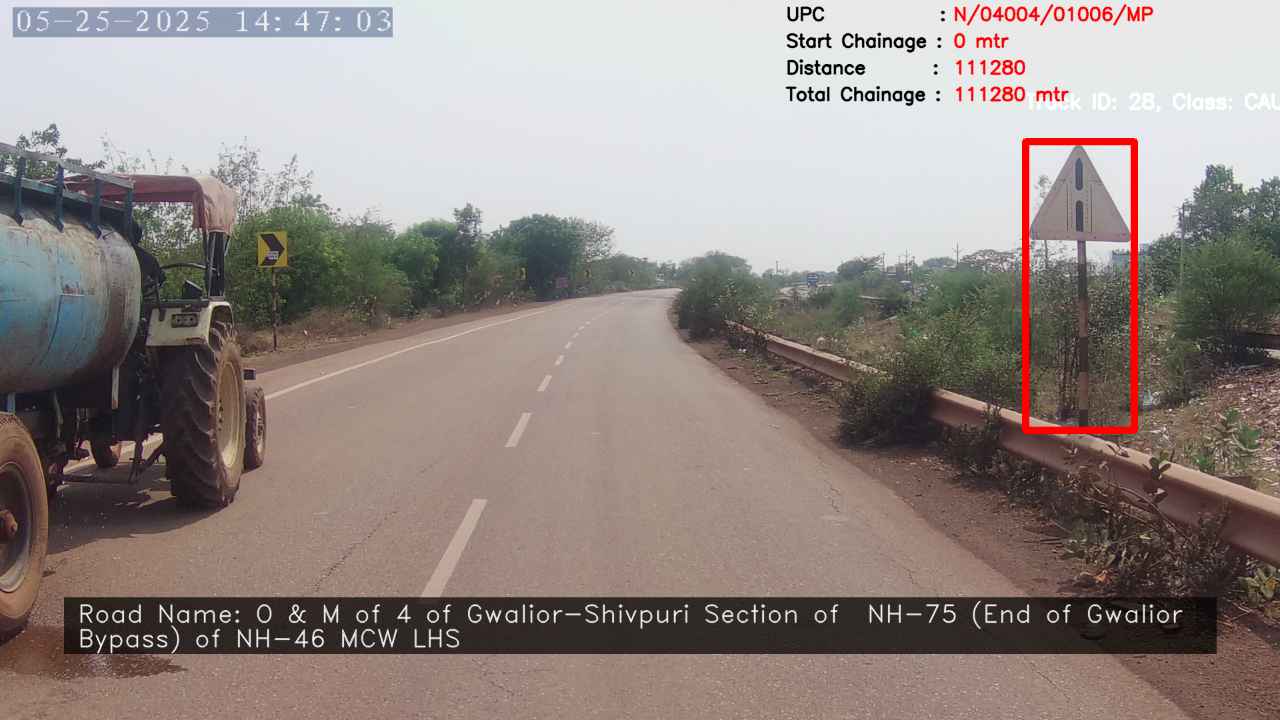 05-25-2025 14:47:03
UPC : N/04004/01006/MP
Start Chainage : 0 mtr
Distance : 111280
Total Chainage : 111280 mtr
Track ID: 28, Class: CAU
Road Name: O & M of 4 of Gwalior-Shivpuri Section of NH-75 (End of Gwalior
Bypass) of NH-46 MCW LHS